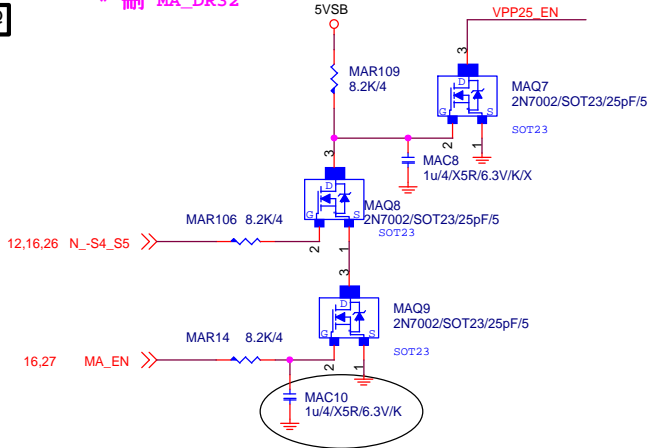 * 嗣 MA_DR32
Q
5VSB
VPP25_EN
MAR109
8.2K/4
3
D
G
S
2
1
MAQ7
2N7002/SOT23/25pF/5
SOT23
MAC8
1u/4/X5R/6.3V/K/X
3
D
G
S
2
1
MAQ8
2N7002/SOT23/25pF/5
SOT23
MAR106 8.2K/4
12,16,26 N_-S4_S5
3
D
G
S
2
1
MAQ9
2N7002/SOT23/25pF/5
SOT23
MAR14 8.2K/4
16,27 MA_EN
MAC10
1u/4/X5R/6.3V/K